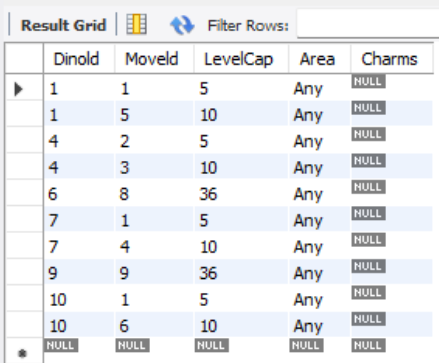 Result Grid Filter Rows:
DinoId MoveId LevelCap Area Charms
1 1 5 Any NULL
1 5 10 Any NULL
4 2 5 Any NULL
4 3 10 Any NULL
6 8 36 Any NULL
7 1 5 Any NULL
7 4 10 Any NULL
9 9 36 Any NULL
10 1 5 Any NULL
10 6 10 Any NULL
NULL NULL NULL NULL NULL